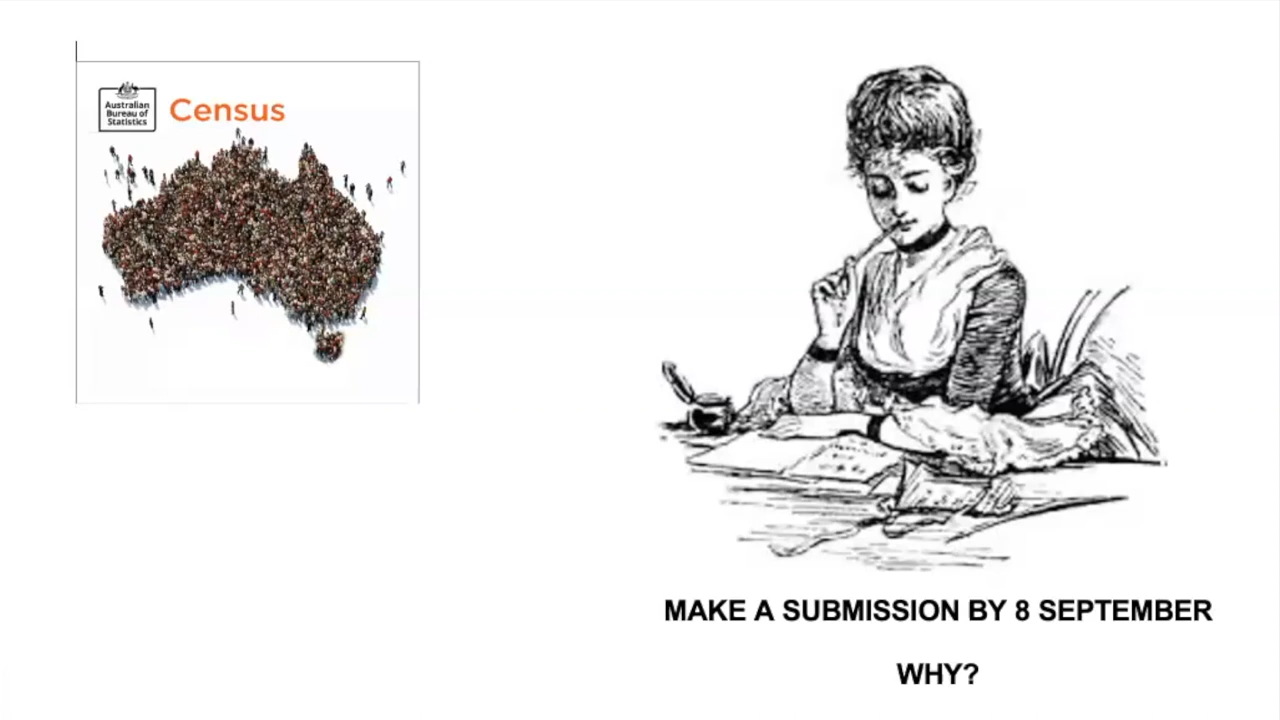 Australian
Bureau of
Statistics
Census
MAKE A SUBMISSION BY 8 SEPTEMBER
WHY?